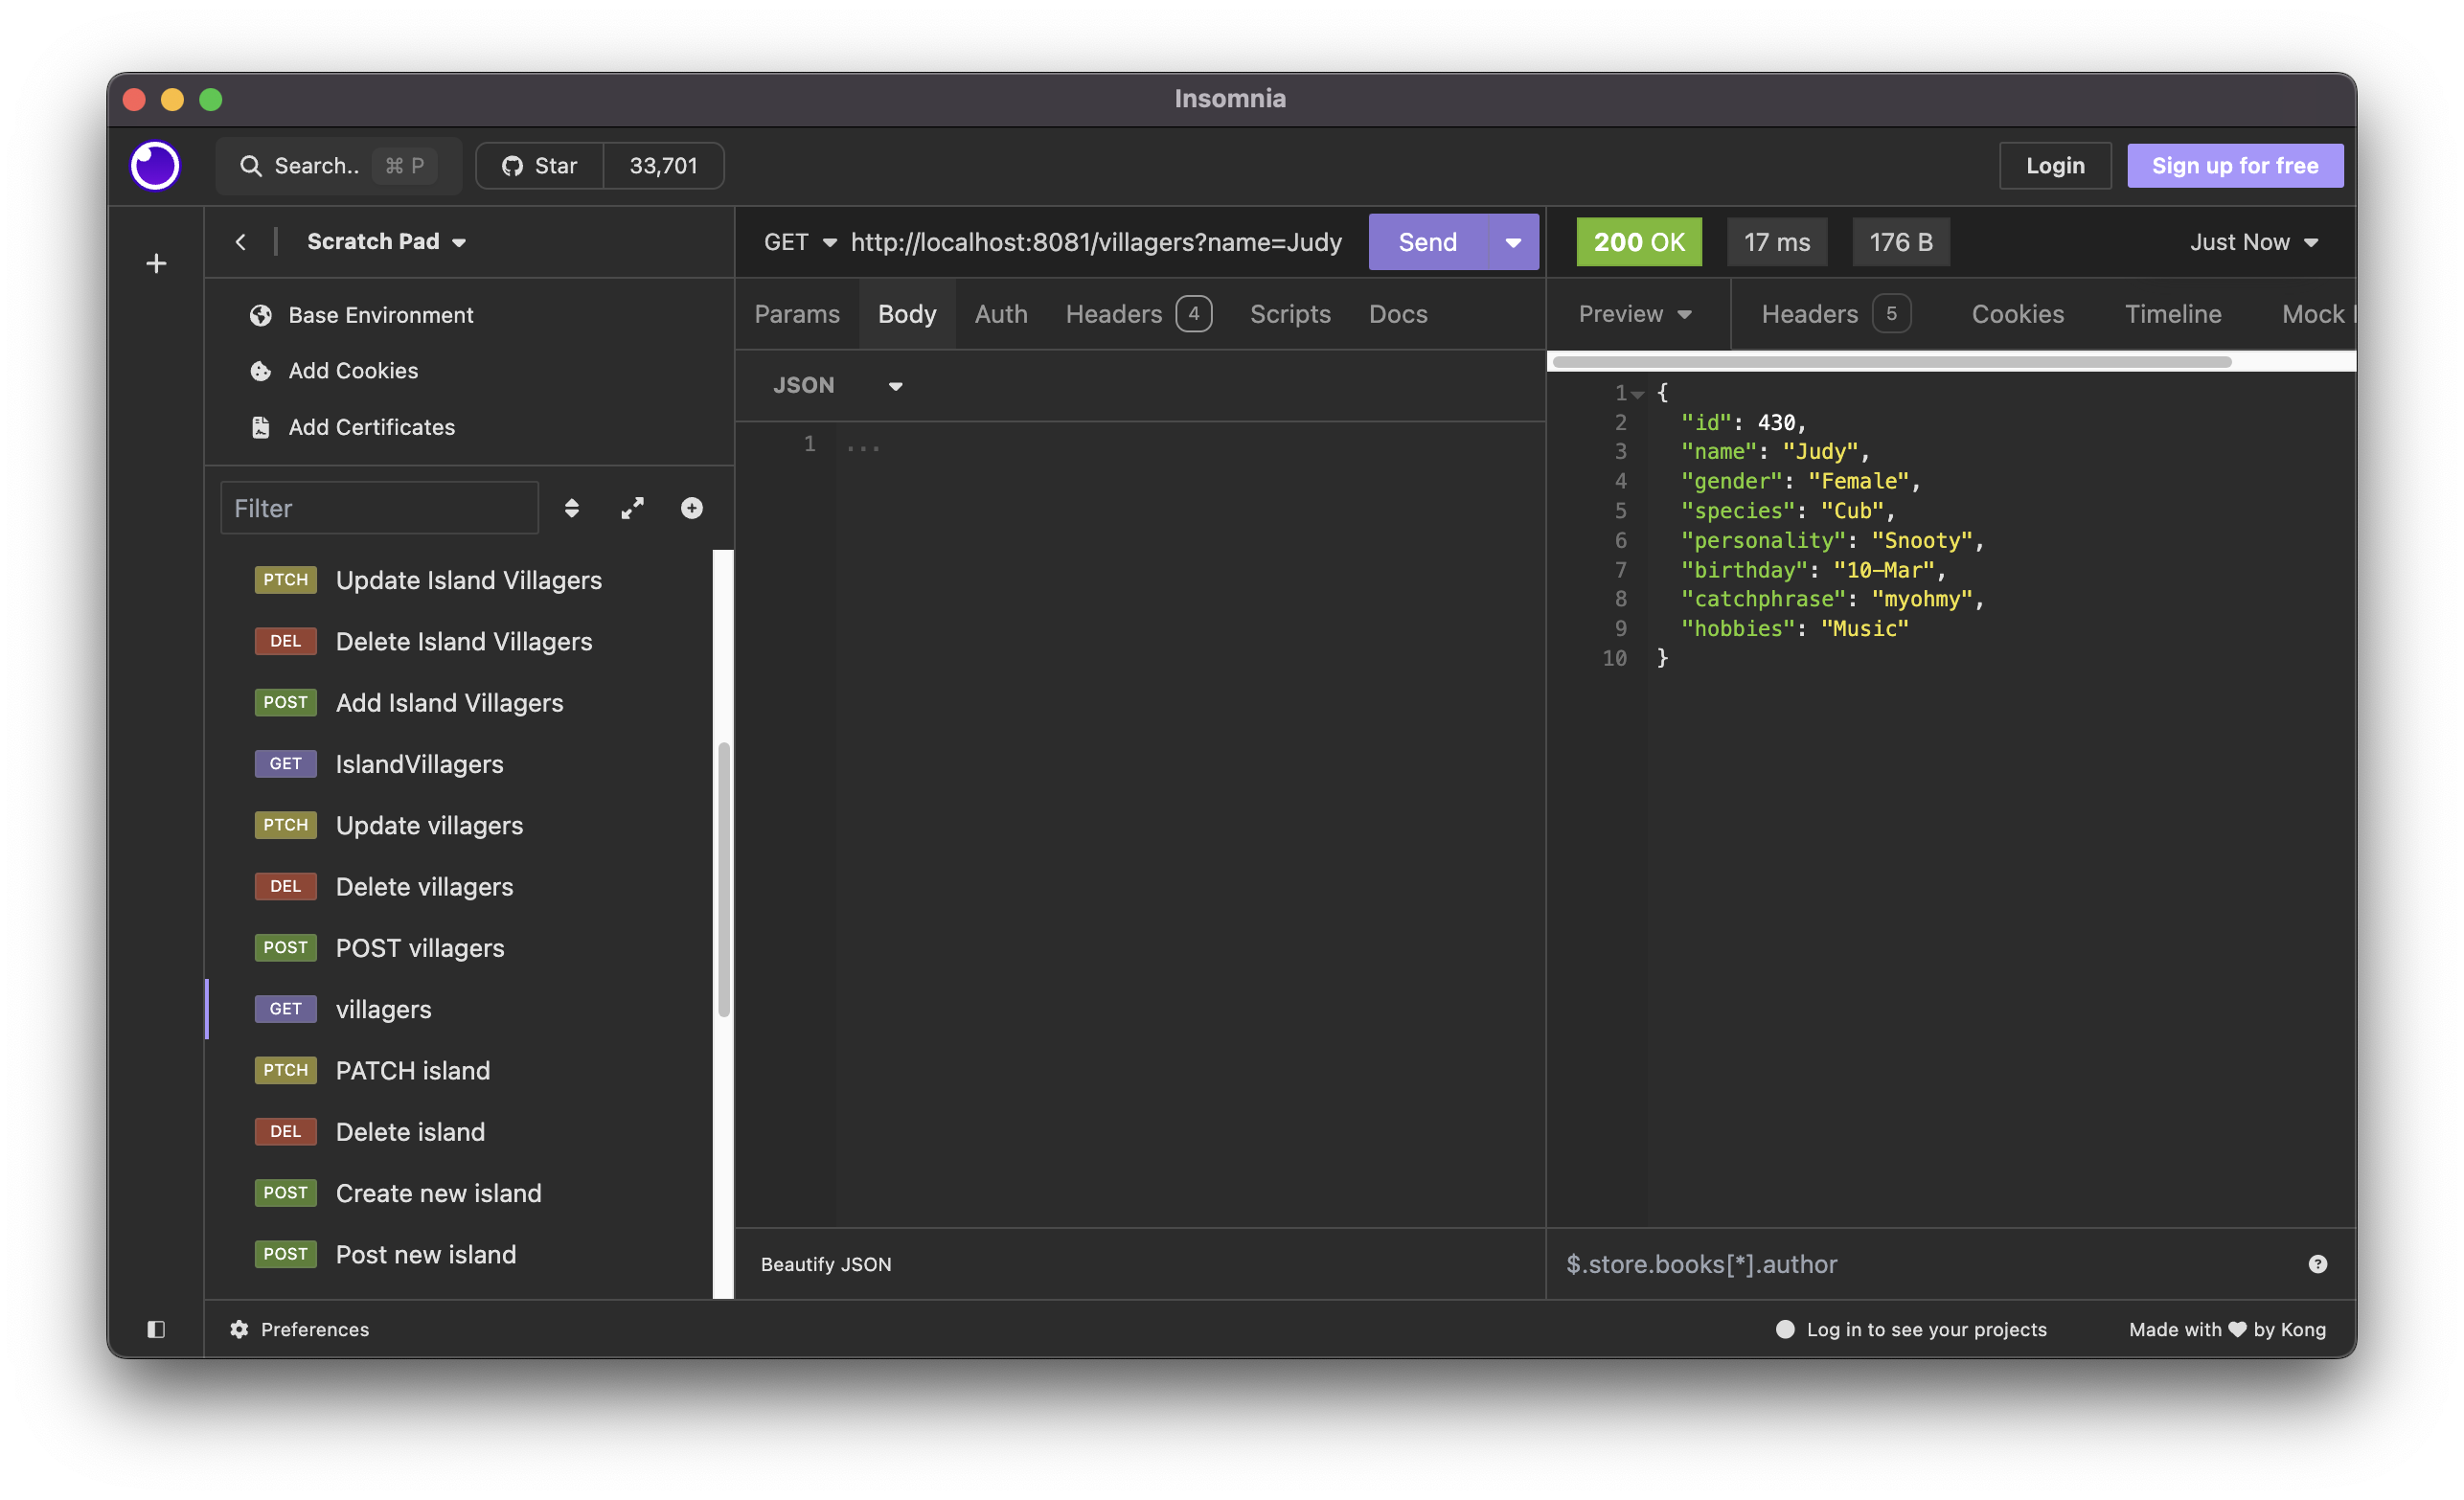 Insomnia
Search.. ⌘ P
Star 33,701
Login
Sign up for free
Scratch Pad
Base Environment
Add Cookies
Add Certificates
Filter
PTCH Update Island Villagers
DEL Delete Island Villagers
POST Add Island Villagers
GET IslandVillagers
PTCH Update villagers
DEL Delete villagers
POST POST villagers
GET villagers
PTCH PATCH island
DEL Delete island
POST Create new island
POST Post new island
Preferences
GET http://localhost:8081/villagers?name=Judy Send
Params Body Auth Headers 4 Scripts Docs
JSON
1 ...
Beautify JSON
200 OK 17 ms 176 B Just Now
Preview Headers 5 Cookies Timeline Mock
1 {
2 "id": 430,
3 "name": "Judy",
4 "gender": "Female",
5 "species": "Cub",
6 "personality": "Snooty",
7 "birthday": "10-Mar",
8 "catchphrase": "myohmy",
9 "hobbies": "Music"
10 }
$.store.books[*].author
Log in to see your projects
Made with ♥ by Kong